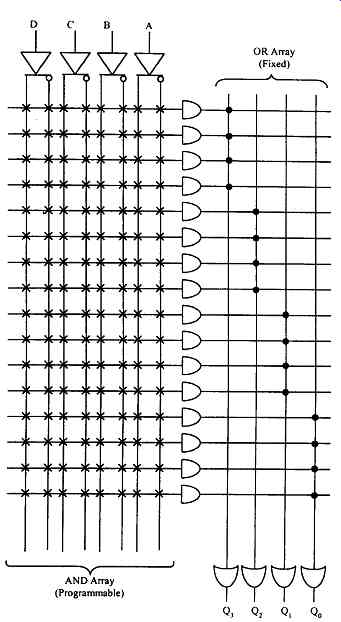 D C B A
OR Array
(Fixed)
AND Array
(Programmable)
Q₃ Q₂ Q₁ Q₀